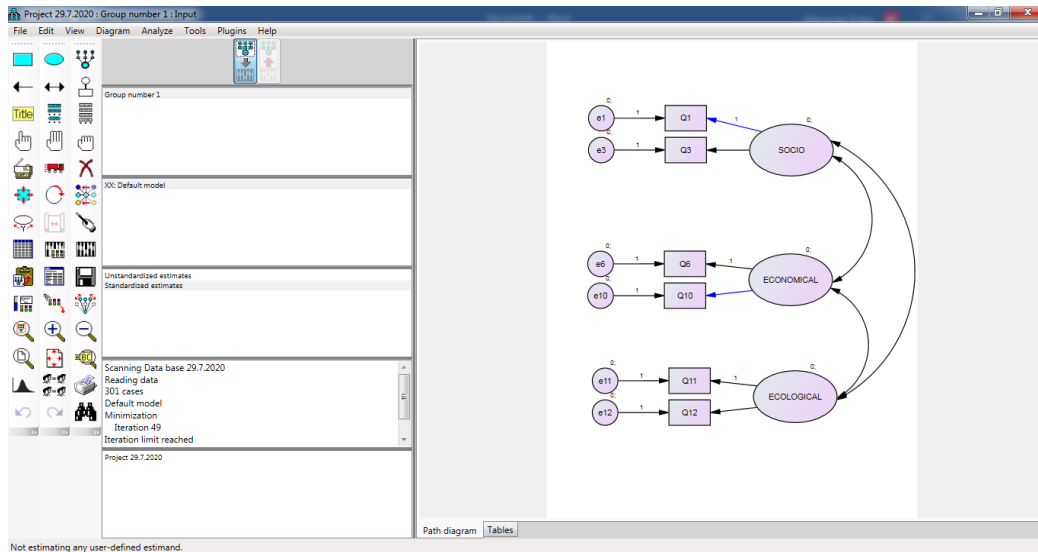 Project 29.7.2020 : Group number 1 : Input
File Edit View Diagram Analyze Tools Plugins Help
Title
Group number 1
XX: Default model
Unstandardized estimates
Standardized estimates
Scanning Data base 29.7.2020
Reading data
301 cases
Default model
Minimization
Iteration 49
Iteration limit reached
Project 29.7.2020
0;
e1 1 Q1 1
0;
SOCIO
0;
e3 1 Q3
0;
e6 1 Q6 1
0;
ECONOMICAL
0;
e10 1 Q10
0;
e11 1 Q11 1
0;
ECOLOGICAL
0;
e12 1 Q12
Path diagram Tables
Not estimating any user-defined estimand.